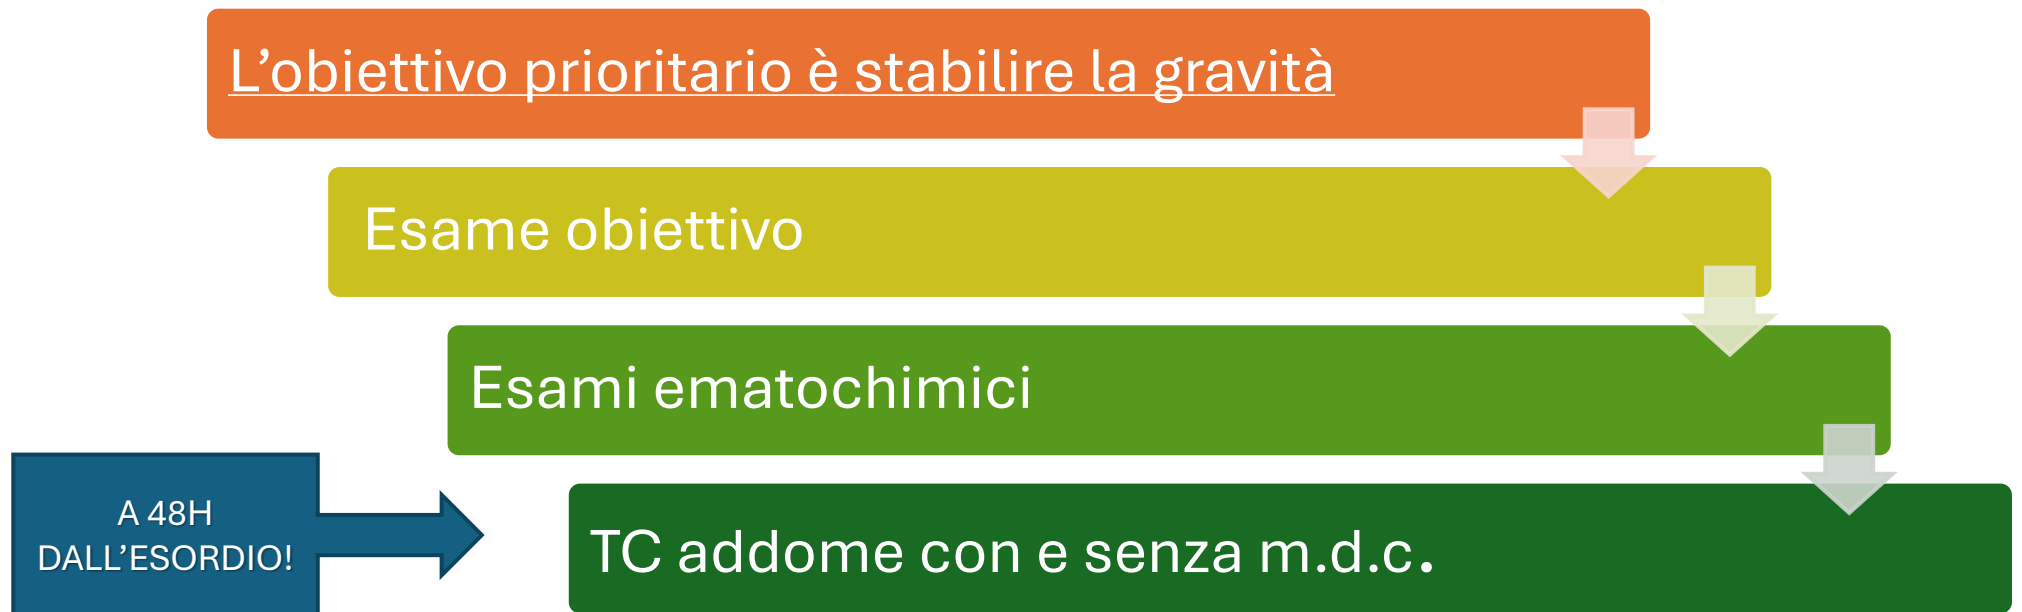 L’obiettivo prioritario è stabilire la gravità
Esame obiettivo
Esami ematochimici
A 48H
DALL’ESORDIO!
TC addome con e senza m.d.c.